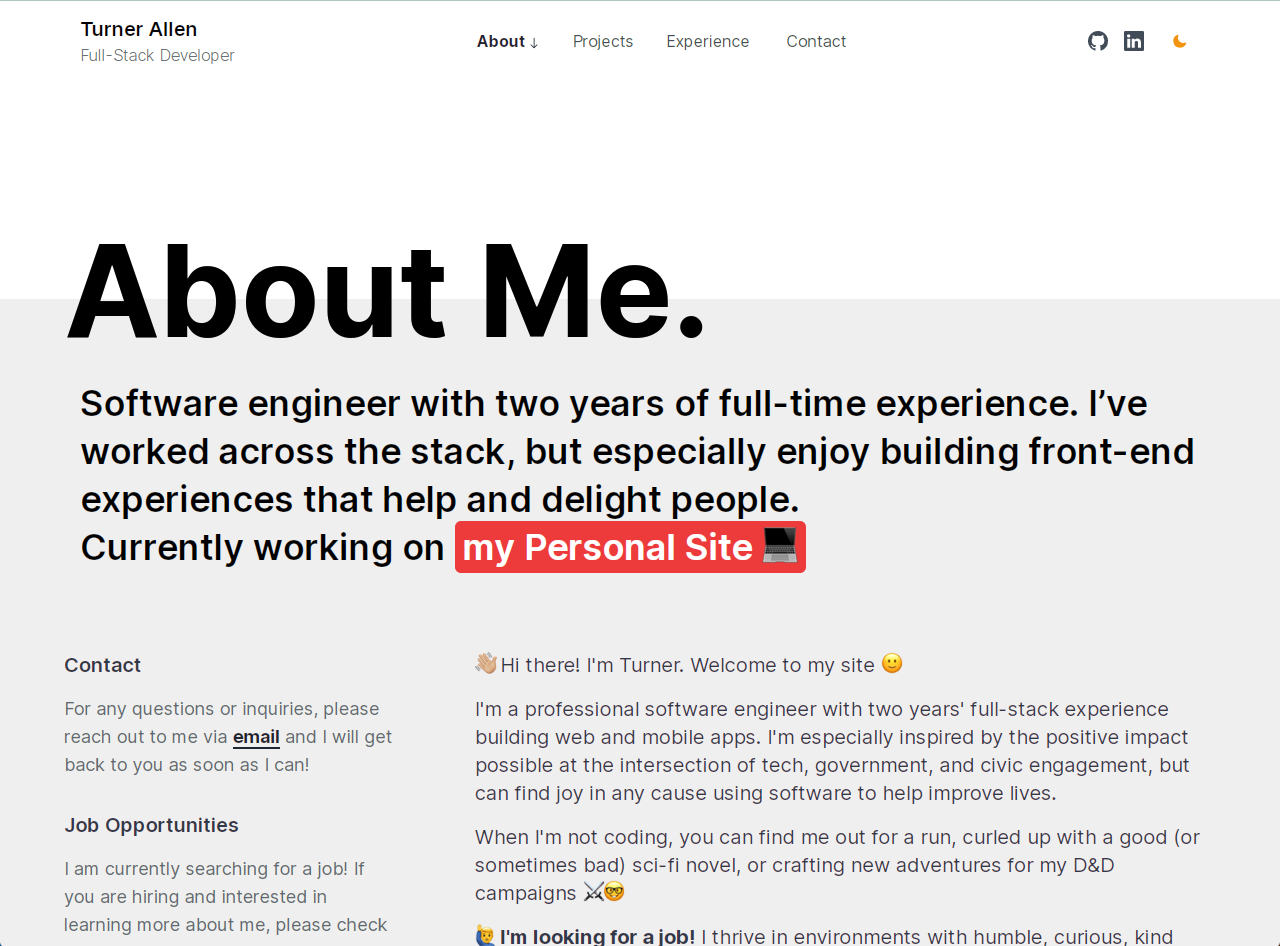 Turner Allen
Full-Stack Developer
About ↓
Projects
Experience
Contact
in
About Me.
Software engineer with two years of full-time experience. I’ve
worked across the stack, but especially enjoy building front-end
experiences that help and delight people.
Currently working on my Personal Site 💻
Contact
For any questions or inquiries, please
reach out to me via email and I will get
back to you as soon as I can!
Job Opportunities
I am currently searching for a job! If
you are hiring and interested in
learning more about me, please check
👋🏼 Hi there! I'm Turner. Welcome to my site 🙂
I'm a professional software engineer with two years' full-stack experience
building web and mobile apps. I'm especially inspired by the positive impact
possible at the intersection of tech, government, and civic engagement, but
can find joy in any cause using software to help improve lives.
When I'm not coding, you can find me out for a run, curled up with a good (or
sometimes bad) sci-fi novel, or crafting new adventures for my D&D
campaigns ⚔🤓
🙋‍♂️ I'm looking for a job! I thrive in environments with humble, curious, kind